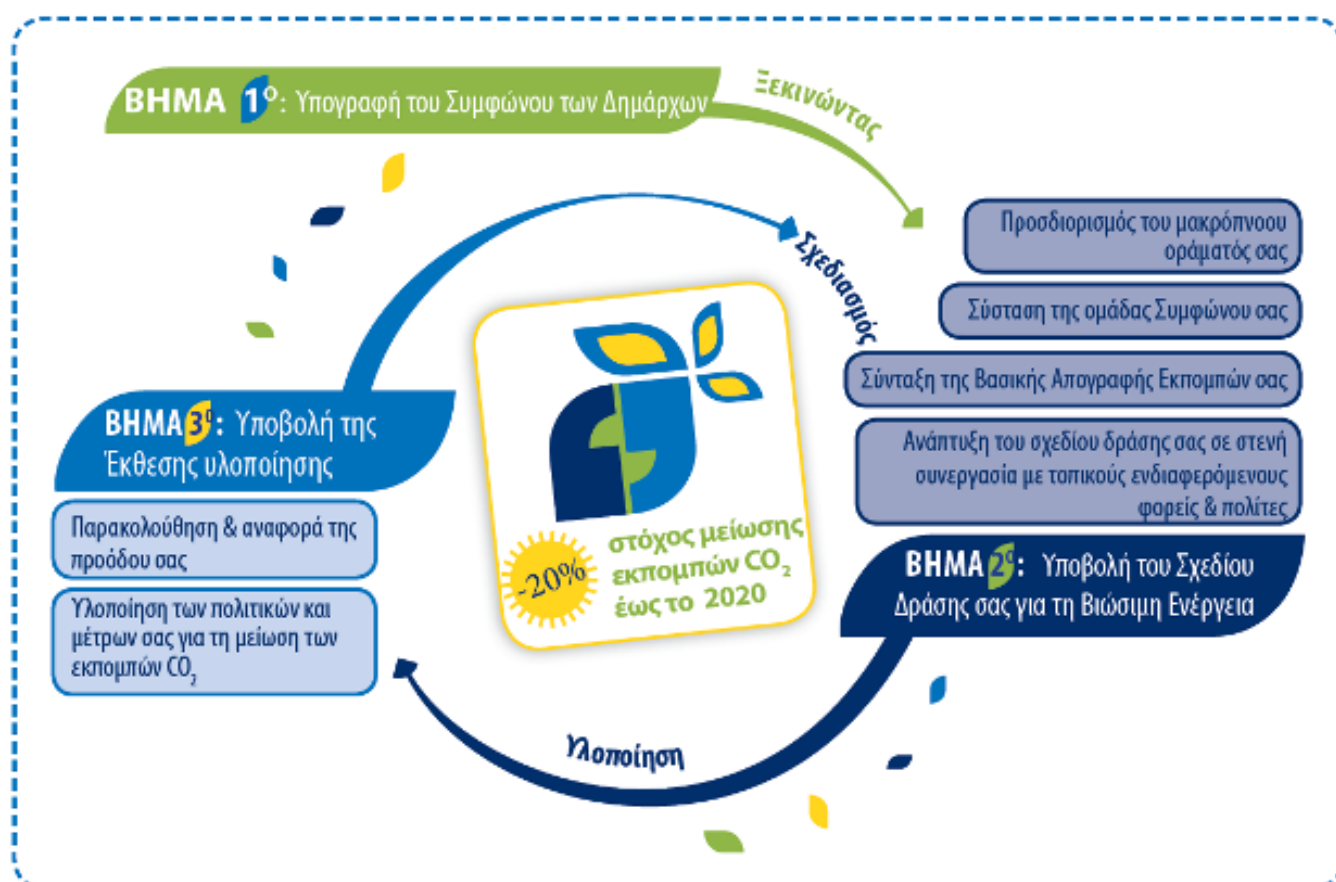 ΒΗΜΑ 1º: Υπογραφή του Συμφώνου των Δημάρχων
Ξεκινώντας
Σχεδιασμός
Προσδιορισμός του μακρόπνοου
οράματός σας
Σύσταση της ομάδας Συμφώνου σας
Σύνταξη της Βασικής Απογραφής Εκπομπών σας
Ανάπτυξη του σχεδίου δράσης σας σε στενή
συνεργασία με τοπικούς ενδιαφερόμενους
φορείς & πολίτες
ΒΗΜΑ 2º: Υποβολή του Σχεδίου
Δράσης σας για τη Βιώσιμη Ενέργεια
Υλοποίηση
ΒΗΜΑ 3º: Υποβολή της
Έκθεσης υλοποίησης
Παρακολούθηση & αναφορά της
προόδου σας
Υλοποίηση των πολιτικών και
μέτρων σας για τη μείωση των
εκπομπών CO₂
-20%
στόχος μείωσης
εκπομπών CO₂
έως το 2020